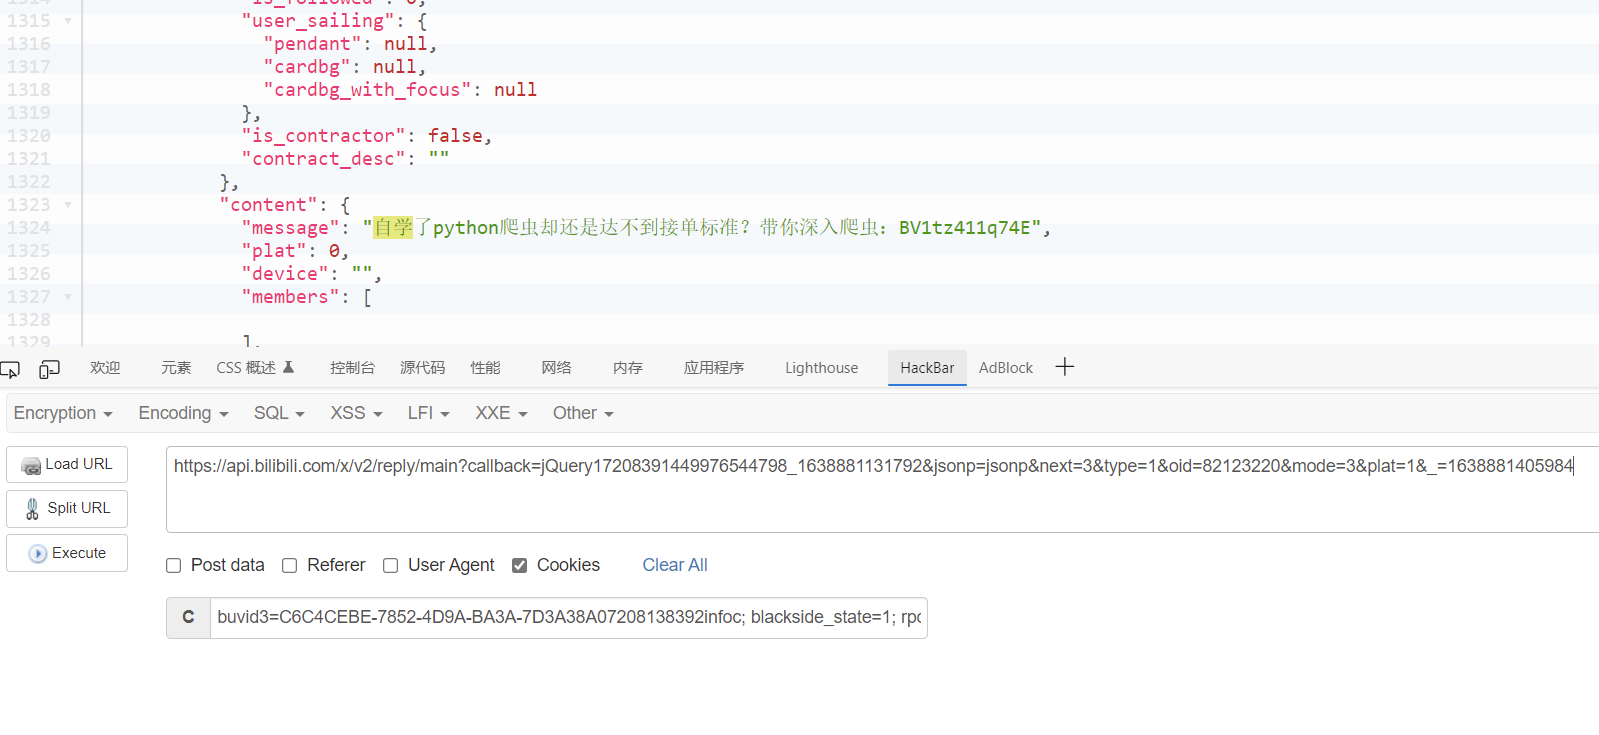 1314 "is_followed": 0,
1315 "user_sailing": {
1316 "pendant": null,
1317 "cardbg": null,
1318 "cardbg_with_focus": null
1319 },
1320 "is_contractor": false,
1321 "contract_desc": ""
1322 },
1323 "content": {
1324 "message": "自学了python爬虫却还是达不到接单标准？带你深入爬虫：BV1tz411q74E",
1325 "plat": 0,
1326 "device": "",
1327 "members": [
1328
1329 ],
欢迎 元素 CSS 概述 控制台 源代码 性能 网络 内存 应用程序 Lighthouse HackBar AdBlock
Encryption Encoding SQL XSS LFI XXE Other
Load URL
https://api.bilibili.com/x/v2/reply/main?callback=jQuery17208391449976544798_1638881131792&jsonp=jsonp&next=3&type=1&oid=82123220&mode=3&plat=1&_=1638881405984
Split URL
Execute
Post data Referer User Agent Cookies Clear All
C buvid3=C6C4CEBE-7852-4D9A-BA3A-7D3A38A07208138392infoc; blackside_state=1; rpc